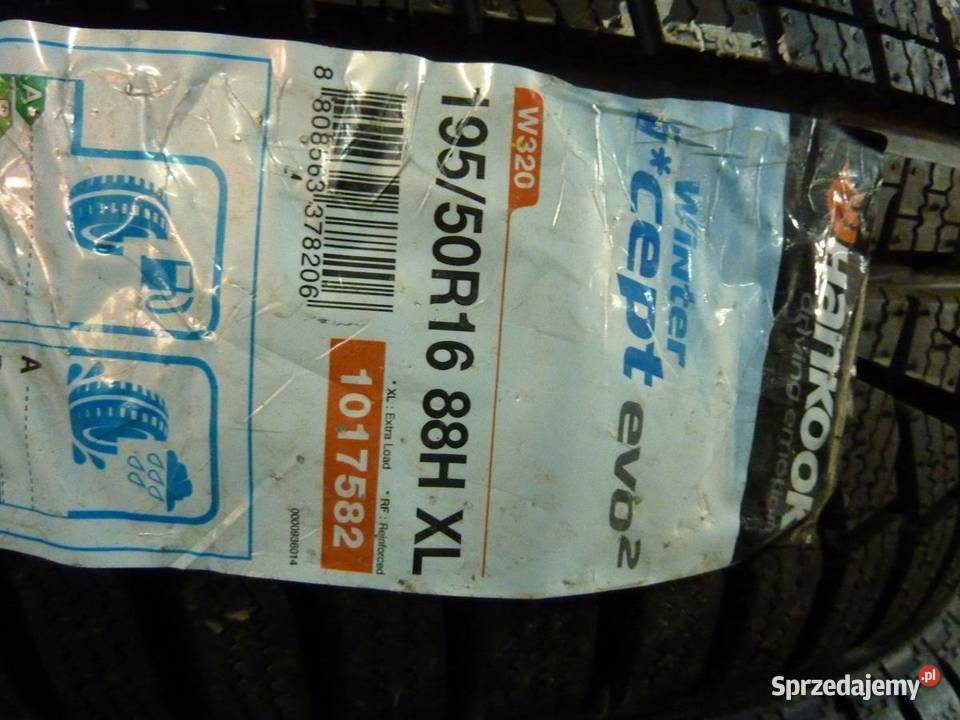 Hankook
driving emotion
Winter
i*cept evo2
W320
195/50R16 88H XL
*XL : Extra Load *RF : Reinforced
8 808563 378206
1017582
0000936014
A
A
Sprzedajemy.pl